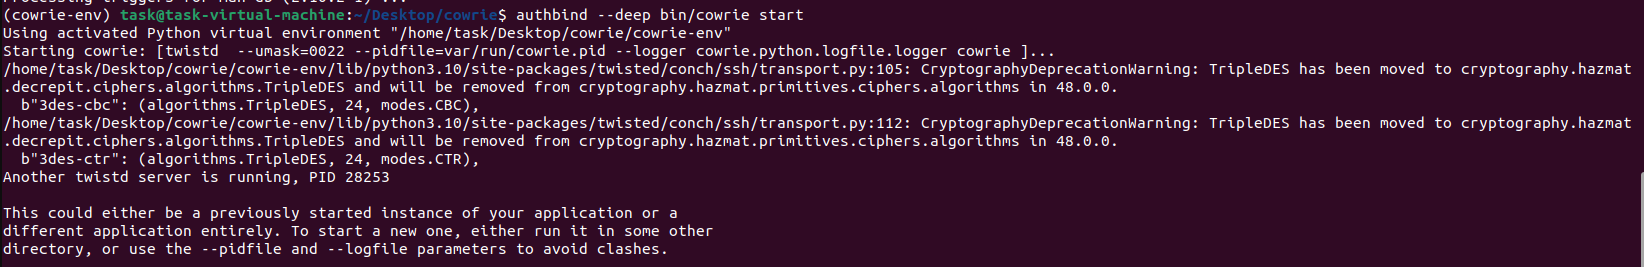 Processing triggers for man-db (2.10.2-1) ...
(cowrie-env) task@task-virtual-machine:~/Desktop/cowrie$ authbind --deep bin/cowrie start
Using activated Python virtual environment "/home/task/Desktop/cowrie/cowrie-env"
Starting cowrie: [twistd  --umask=0022 --pidfile=var/run/cowrie.pid --logger cowrie.python.logfile.logger cowrie ]...
/home/task/Desktop/cowrie/cowrie-env/lib/python3.10/site-packages/twisted/conch/ssh/transport.py:105: CryptographyDeprecationWarning: TripleDES has been moved to cryptography.hazmat
.decrepit.ciphers.algorithms.TripleDES and will be removed from cryptography.hazmat.primitives.ciphers.algorithms in 48.0.0.
  b"3des-cbc": (algorithms.TripleDES, 24, modes.CBC),
/home/task/Desktop/cowrie/cowrie-env/lib/python3.10/site-packages/twisted/conch/ssh/transport.py:112: CryptographyDeprecationWarning: TripleDES has been moved to cryptography.hazmat
.decrepit.ciphers.algorithms.TripleDES and will be removed from cryptography.hazmat.primitives.ciphers.algorithms in 48.0.0.
  b"3des-ctr": (algorithms.TripleDES, 24, modes.CTR),
Another twistd server is running, PID 28253

This could either be a previously started instance of your application or a
different application entirely. To start a new one, either run it in some other
directory, or use the --pidfile and --logfile parameters to avoid clashes.